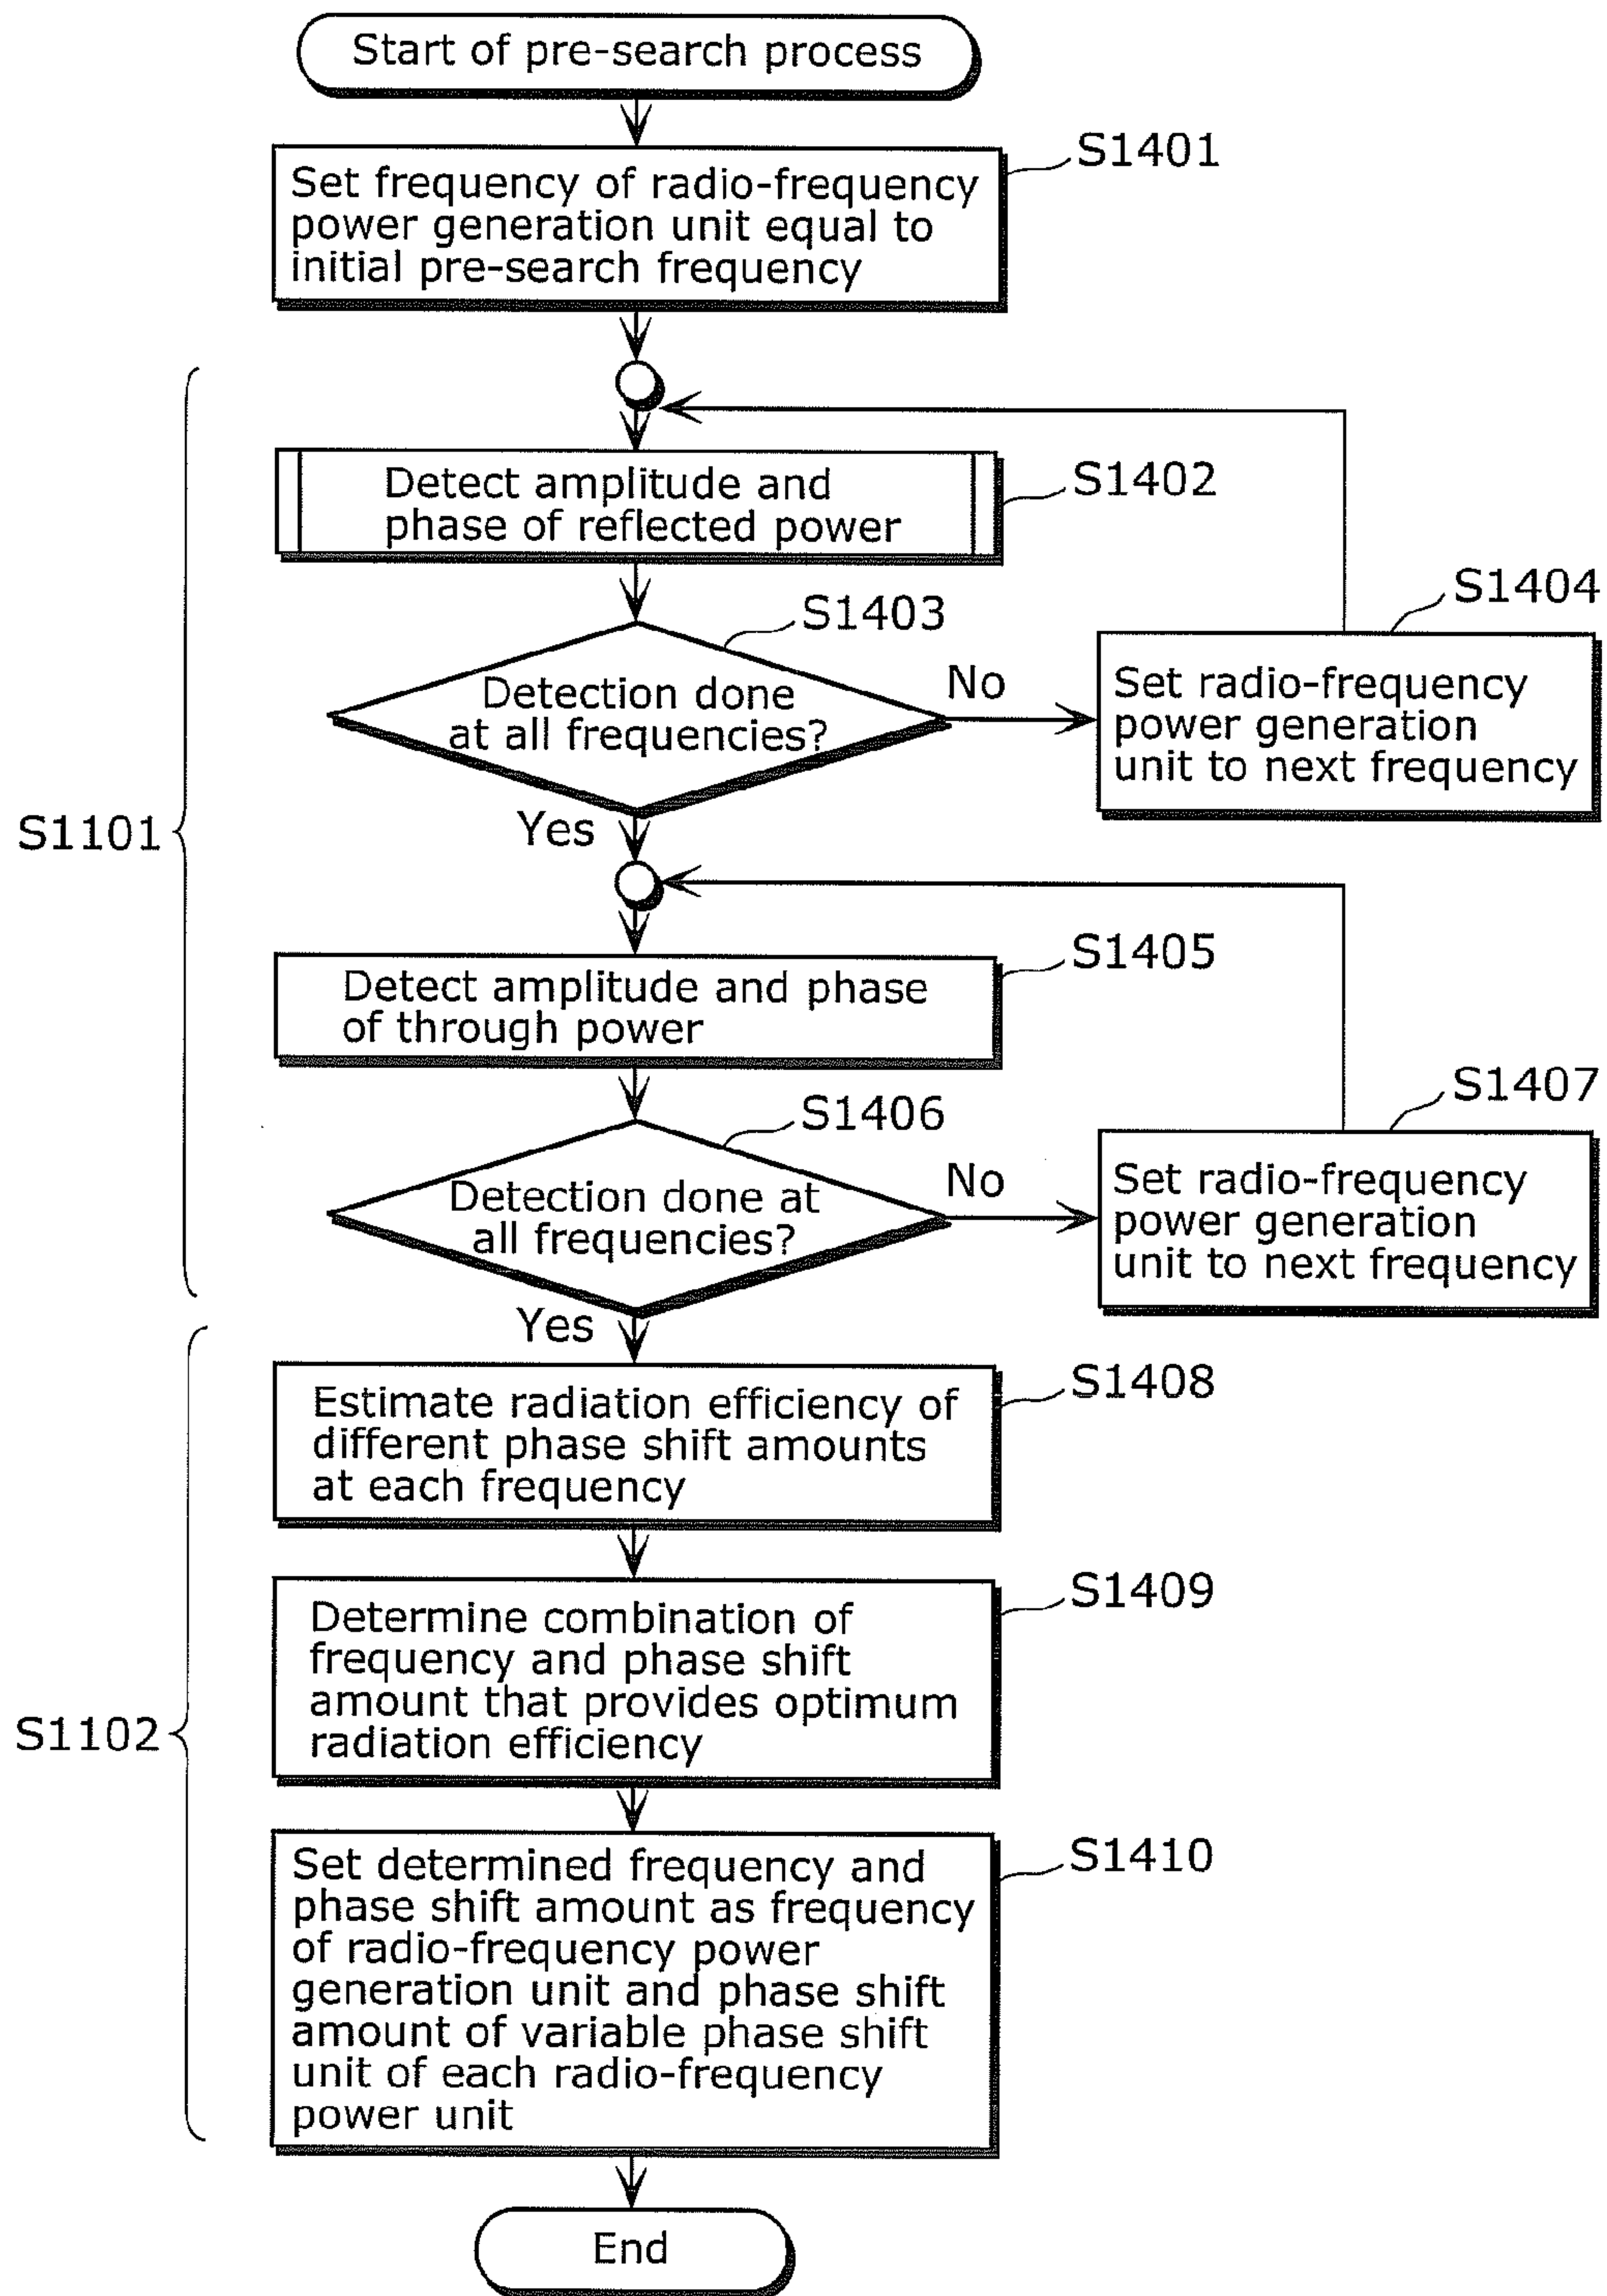 Start of pre-search process
S1401
Set frequency of radio-frequency
power generation unit equal to
initial pre-search frequency
S1402
Detect amplitude and
phase of reflected power
S1403
Detection done
at all frequencies?
No
S1404
Set radio-frequency
power generation
unit to next frequency
S1101
Yes
S1405
Detect amplitude and phase
of through power
S1406
Detection done at
all frequencies?
No
S1407
Set radio-frequency
power generation
unit to next frequency
Yes
S1408
Estimate radiation efficiency of
different phase shift amounts
at each frequency
S1409
Determine combination of
frequency and phase shift
amount that provides optimum
radiation efficiency
S1102
S1410
Set determined frequency and
phase shift amount as frequency
of radio-frequency power
generation unit and phase shift
amount of variable phase shift
unit of each radio-frequency
power unit
End